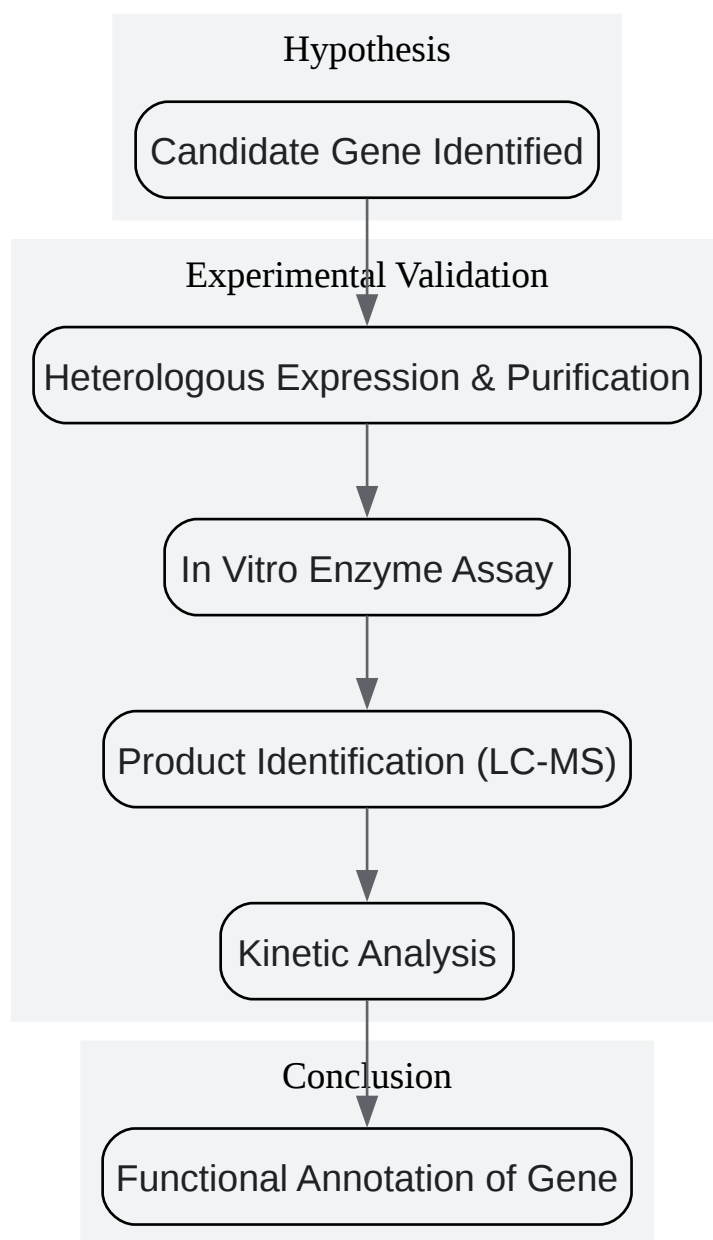 Hypothesis
Candidate Gene Identified
Experimental Validation
Heterologous Expression & Purification
In Vitro Enzyme Assay
Product Identification (LC-MS)
Kinetic Analysis
Conclusion
Functional Annotation of Gene